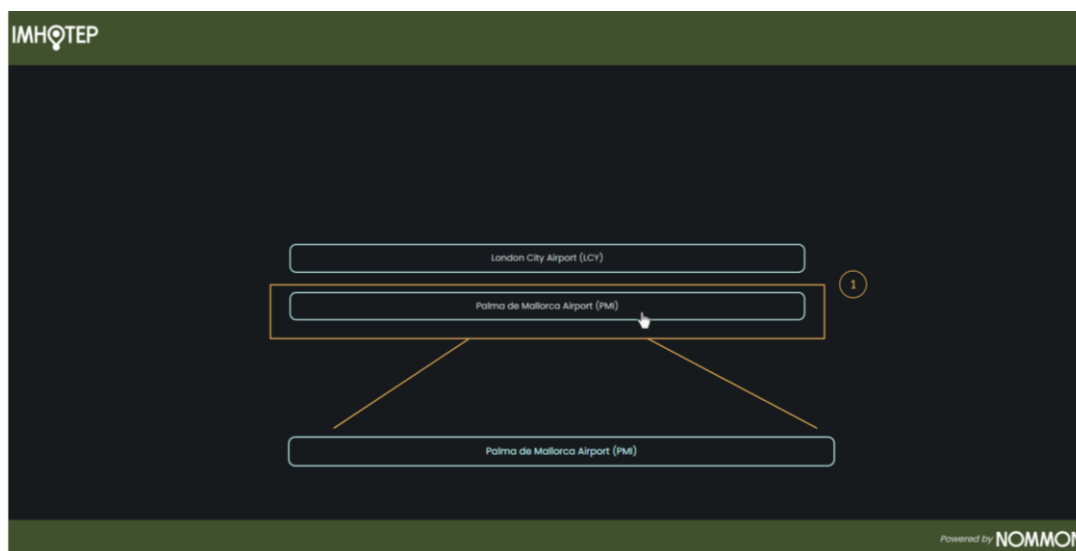 IMHOTEP
London City Airport (LCY)
Palma de Mallorca Airport (PMI)
1
Palma de Mallorca Airport (PMI)
Powered by NOMMON